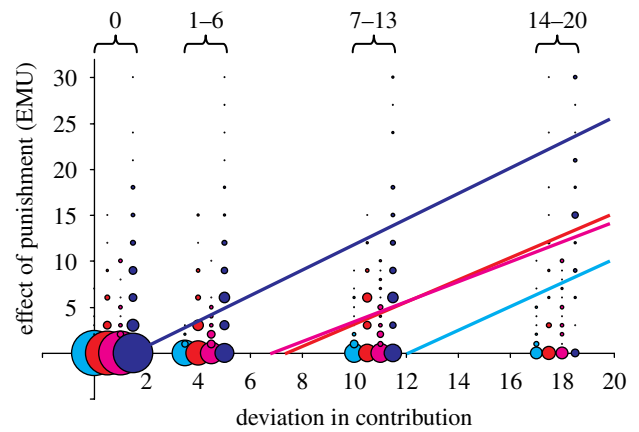 0 1–6 7–13 14–20
30
25
20
15
10
5
2 4 6 8 10 12 14 16 18 20
effect of punishment (EMU)
deviation in contribution